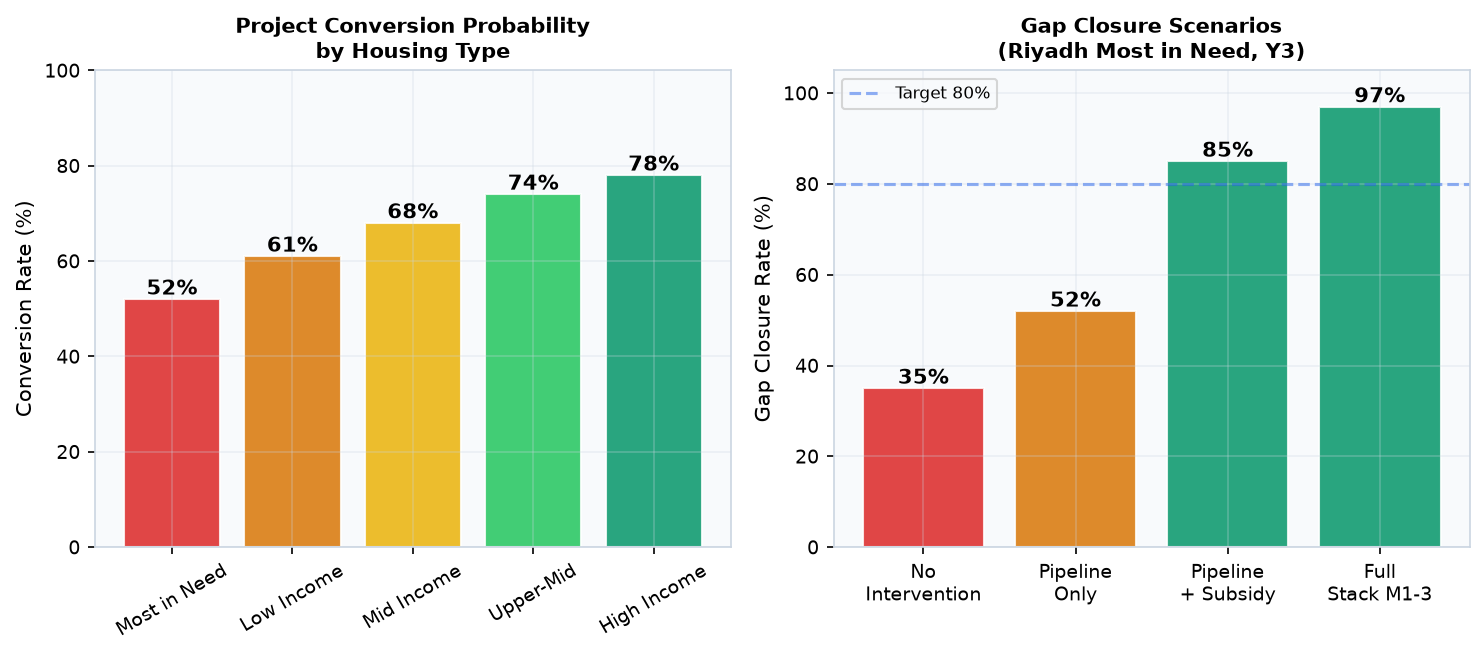 Project Conversion Probability
by Housing Type
Conversion Rate (%)
100
80
60
40
20
0
52%
61%
68%
74%
78%
Most in Need
Low Income
Mid Income
Upper-Mid
High Income
Gap Closure Scenarios
(Riyadh Most in Need, Y3)
Target 80%
Gap Closure Rate (%)
100
80
60
40
20
0
35%
52%
85%
97%
No
Intervention
Pipeline
Only
Pipeline
+ Subsidy
Full
Stack M1-3